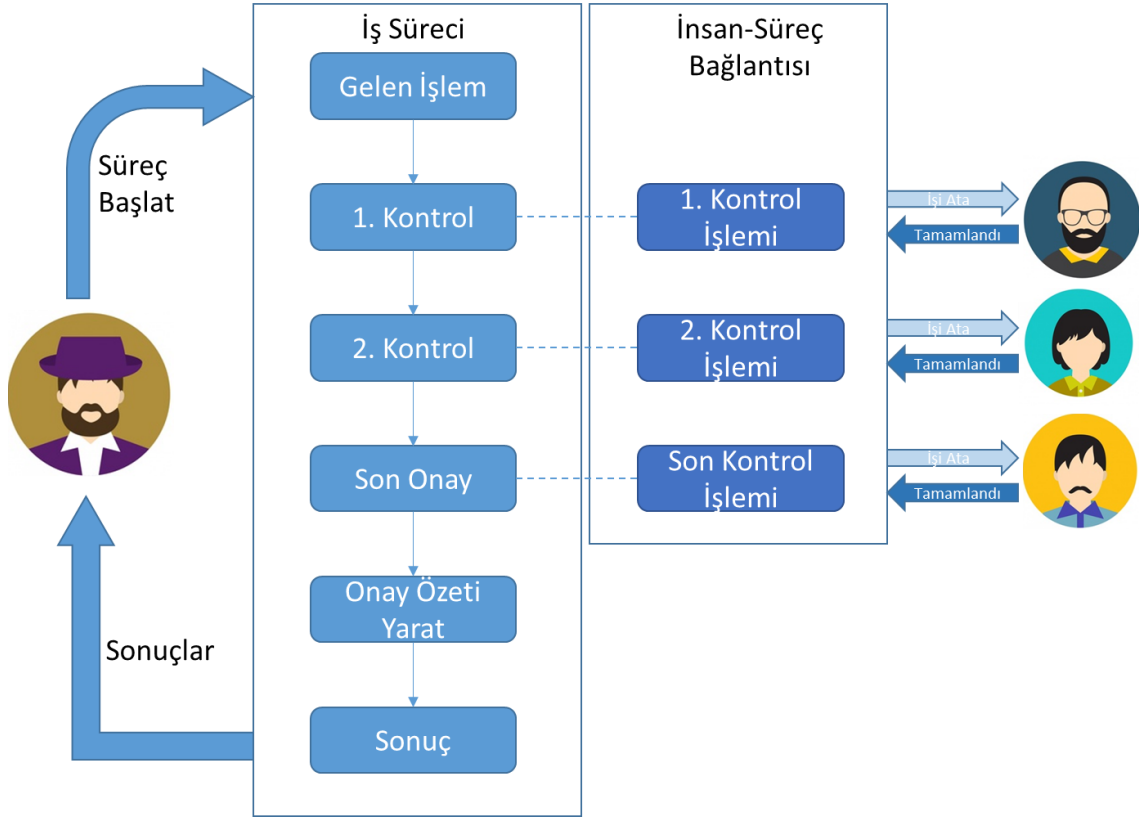 İş Süreci
Gelen İşlem
1. Kontrol
2. Kontrol
Son Onay
Onay Özeti
Yarat
Sonuç
İnsan-Süreç
Bağlantısı
1. Kontrol
İşlemi
2. Kontrol
İşlemi
Son Kontrol
İşlemi
Süreç
Başlat
Sonuçlar
İşi Ata
Tamamlandı
İşi Ata
Tamamlandı
İşi Ata
Tamamlandı